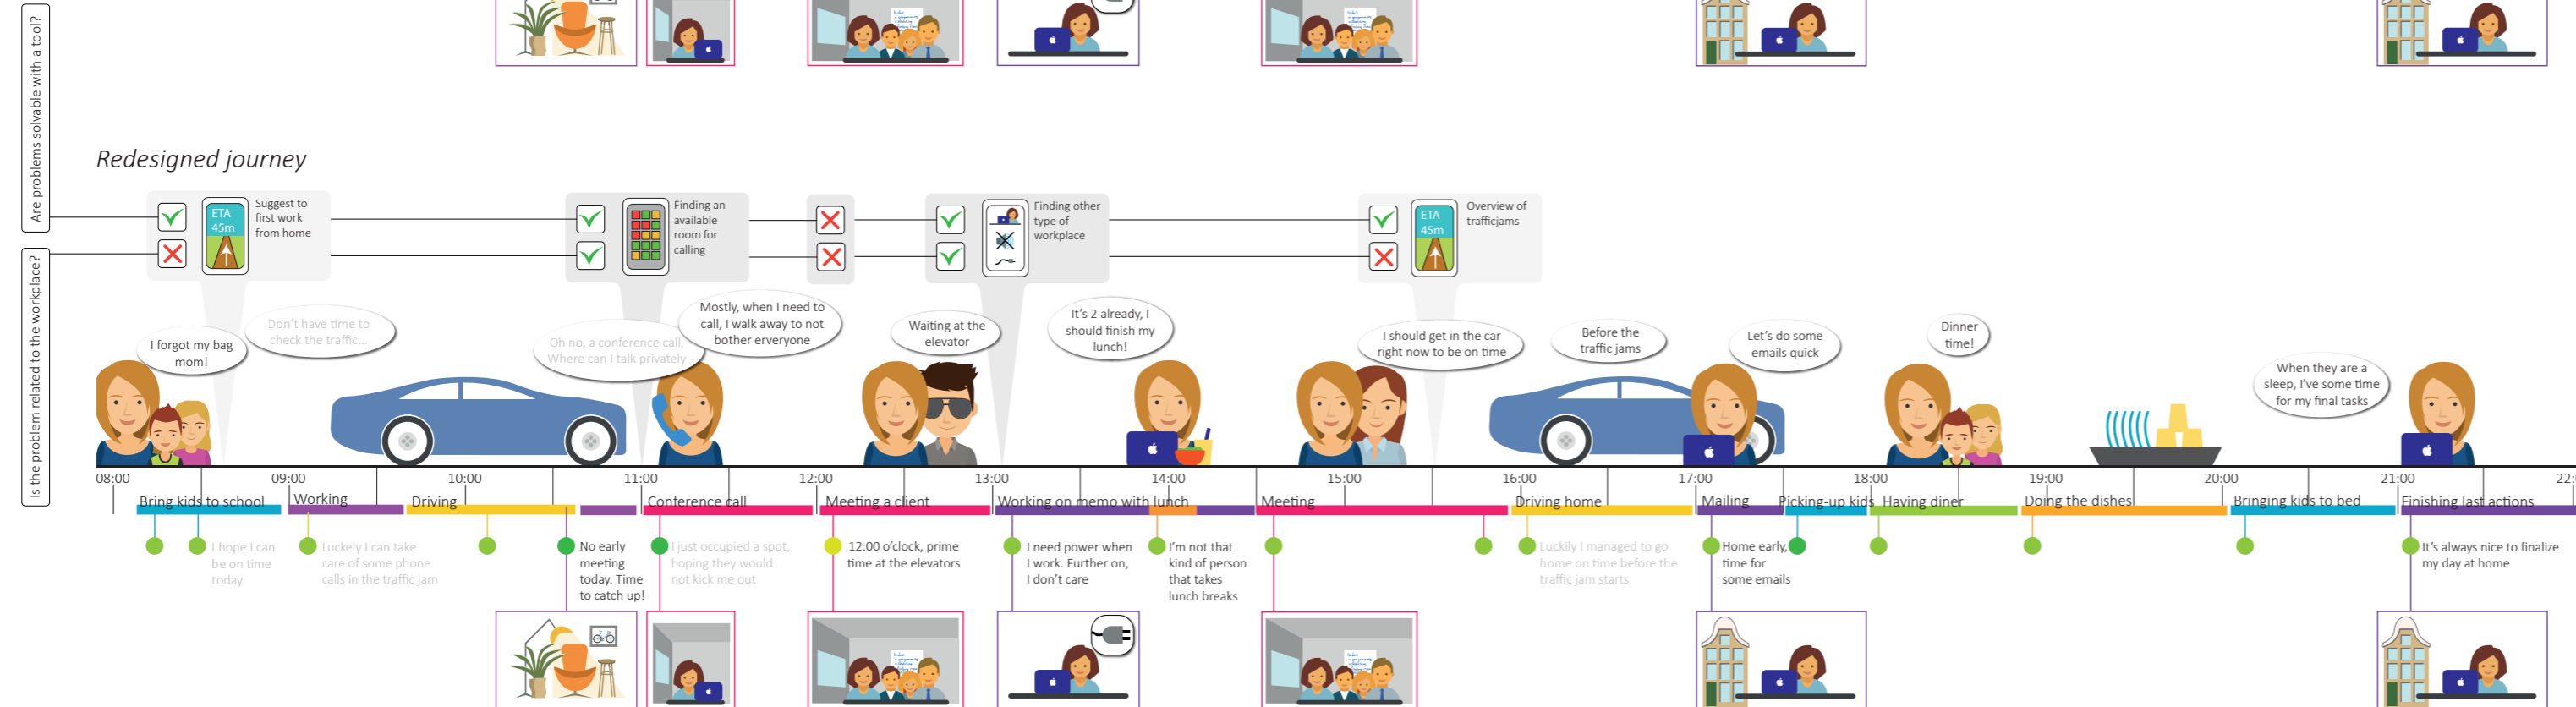 Are problems solvable with a tool?
Is the problem related to the workplace?
Redesigned journey
ETA
45m
Suggest to
first work
from home
Finding an
available
room for
calling
Finding other
type of
workplace
ETA
45m
Overview of
trafficjams
I forgot my bag
mom!
Don't have time to
check the traffic...
Oh no, a conference call.
Where can I talk privately
Mostly, when I need to
call, I walk away to not
bother erveryone
Waiting at the
elevator
It's 2 already, I
should finish my
lunch!
I should get in the car
right now to be on time
Before the
traffic jams
Let's do some
emails quick
Dinner
time!
When they are a
sleep, I've some time
for my final tasks
08:00
09:00
10:00
11:00
12:00
13:00
14:00
15:00
16:00
17:00
18:00
19:00
20:00
21:00
22:0
Bring kids to school
Working
Driving
Conference call
Meeting a client
Working on memo with lunch
Meeting
Driving home
Mailing
Picking-up kids
Having diner
Doing the dishes
Bringing kids to bed
Finishing last actions
I hope I can
be on time
today
Luckely I can take
care of some phone
calls in the traffic jam
No early
meeting
today. Time
to catch up!
I just occupied a spot,
hoping they would
not kick me out
12:00 o'clock, prime
time at the elevators
I need power when
I work. Further on,
I don't care
I'm not that
kind of person
that takes
lunch breaks
Luckily I managed to go
home on time before the
traffic jam starts
Home early,
time for
some emails
It's always nice to finalize
my day at home